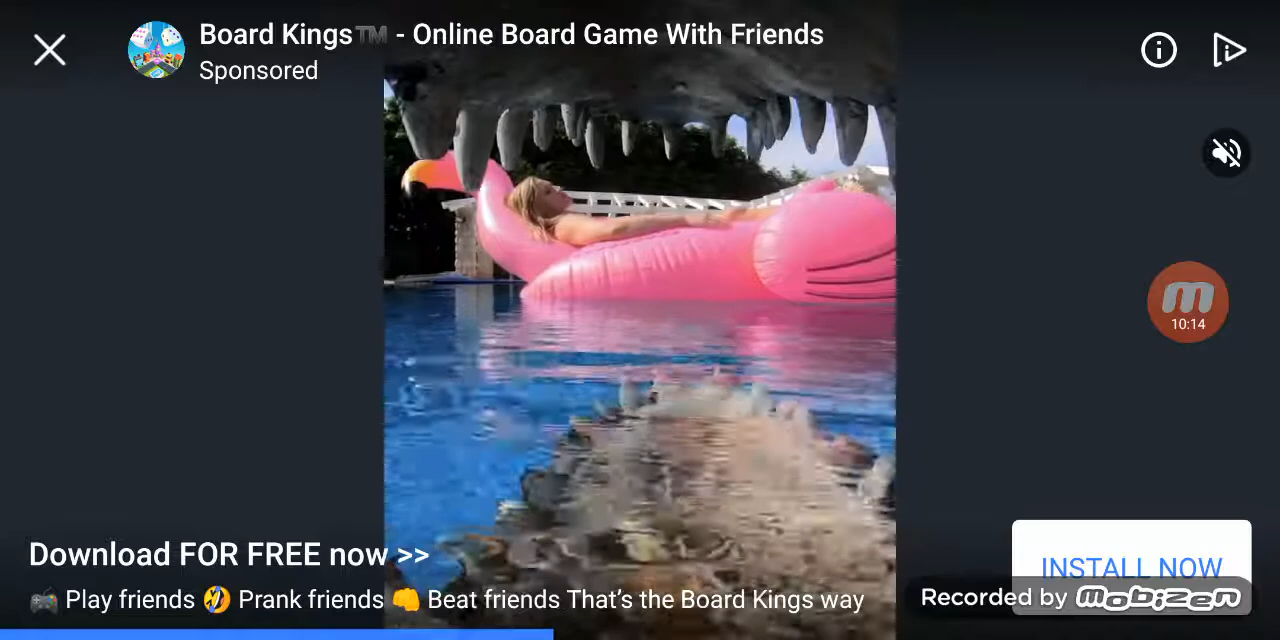 Board Kings™ - Online Board Game With Friends
Sponsored
10:14
Download FOR FREE now >>
INSTALL NOW
🎮 Play friends 🤣 Prank friends 👊 Beat friends That's the Board Kings way
Recorded by mobizen